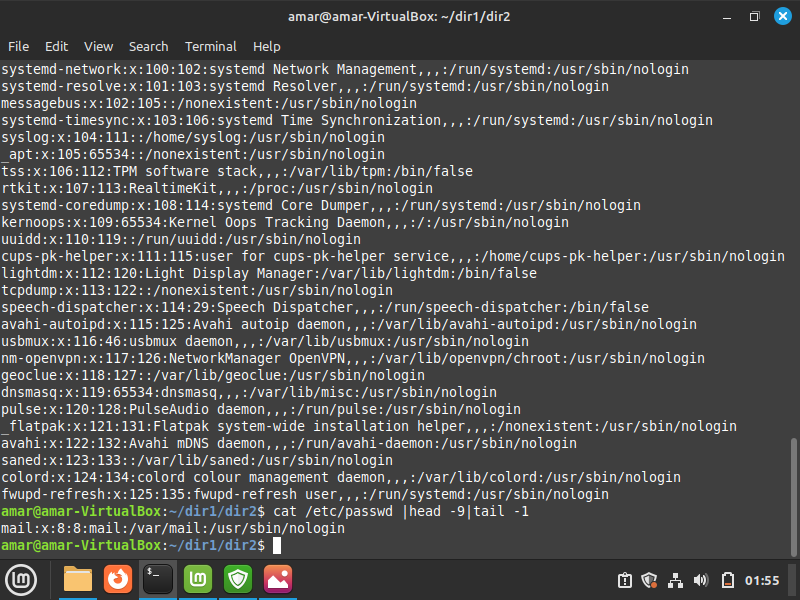 amar@amar-VirtualBox: ~/dir1/dir2
File Edit View Search Terminal Help
systemd-network:x:100:102:systemd Network Management,,,:/run/systemd:/usr/sbin/nologin
systemd-resolve:x:101:103:systemd Resolver,,,:/run/systemd:/usr/sbin/nologin
messagebus:x:102:105::/nonexistent:/usr/sbin/nologin
systemd-timesync:x:103:106:systemd Time Synchronization,,,:/run/systemd:/usr/sbin/nologin
syslog:x:104:111::/home/syslog:/usr/sbin/nologin
_apt:x:105:65534::/nonexistent:/usr/sbin/nologin
tss:x:106:112:TPM software stack,,,:/var/lib/tpm:/bin/false
rtkit:x:107:113:RealtimeKit,,,:/proc:/usr/sbin/nologin
systemd-coredump:x:108:114:systemd Core Dumper,,,:/run/systemd:/usr/sbin/nologin
kernoops:x:109:65534:Kernel Oops Tracking Daemon,,,:/:/usr/sbin/nologin
uuidd:x:110:119::/run/uuidd:/usr/sbin/nologin
cups-pk-helper:x:111:115:user for cups-pk-helper service,,,:/home/cups-pk-helper:/usr/sbin/nologin
lightdm:x:112:120:Light Display Manager:/var/lib/lightdm:/bin/false
tcpdump:x:113:122::/nonexistent:/usr/sbin/nologin
speech-dispatcher:x:114:29:Speech Dispatcher,,,:/run/speech-dispatcher:/bin/false
avahi-autoipd:x:115:125:Avahi autoip daemon,,,:/var/lib/avahi-autoipd:/usr/sbin/nologin
usbmux:x:116:46:usbmux daemon,,,:/var/lib/usbmux:/usr/sbin/nologin
nm-openvpn:x:117:126:NetworkManager OpenVPN,,,:/var/lib/openvpn/chroot:/usr/sbin/nologin
geoclue:x:118:127::/var/lib/geoclue:/usr/sbin/nologin
dnsmasq:x:119:65534:dnsmasq,,,:/var/lib/misc:/usr/sbin/nologin
pulse:x:120:128:PulseAudio daemon,,,:/run/pulse:/usr/sbin/nologin
_flatpak:x:121:131:Flatpak system-wide installation helper,,,:/nonexistent:/usr/sbin/nologin
avahi:x:122:132:Avahi mDNS daemon,,,:/run/avahi-daemon:/usr/sbin/nologin
saned:x:123:133::/var/lib/saned:/usr/sbin/nologin
colord:x:124:134:colord colour management daemon,,,:/var/lib/colord:/usr/sbin/nologin
fwupd-refresh:x:125:135:fwupd-refresh user,,,:/run/systemd:/usr/sbin/nologin
amar@amar-VirtualBox:~/dir1/dir2$ cat /etc/passwd |head -9|tail -1
mail:x:8:8:mail:/var/mail:/usr/sbin/nologin
amar@amar-VirtualBox:~/dir1/dir2$
01:55